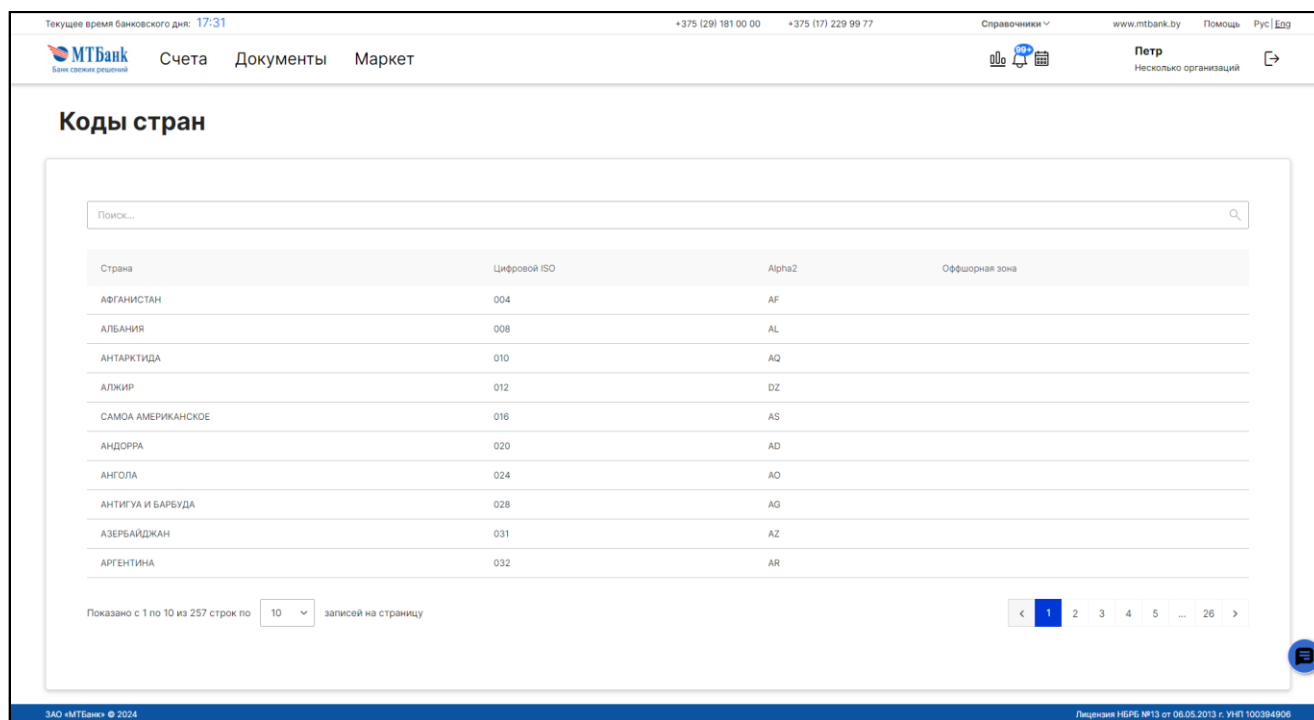 Текущее время банковского дня: 17:31 +375 (29) 181 00 00 +375 (17) 229 99 77 Справочники www.mtbank.by Помощь Рус | Eng
МТБанк
Банк свежих решений
Счета Документы Маркет 99+
Петр
Несколько организаций
Коды стран
Поиск...
Страна Цифровой ISO Alpha2 Оффшорная зона
АФГАНИСТАН 004 AF
АЛБАНИЯ 008 AL
АНТАРКТИДА 010 AQ
АЛЖИР 012 DZ
САМОА АМЕРИКАНСКОЕ 016 AS
АНДОРРА 020 AD
АНГОЛА 024 AO
АНТИГУА И БАРБУДА 028 AG
АЗЕРБАЙДЖАН 031 AZ
АРГЕНТИНА 032 AR
Показано с 1 по 10 из 257 строк по 10 записей на страницу < 1 2 3 4 5 ... 26 >
ЗАО «МТБанк» © 2024 Лицензия НБРБ №13 от 06.05.2013 г. УНП 100394906